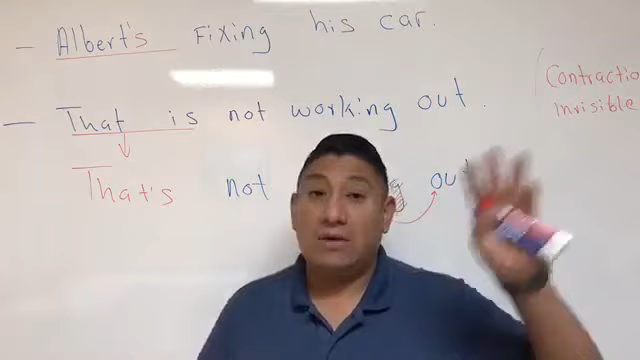 — Albert's Fixing his car.
— That is not working out.
That's not out
Contractio
Invisible